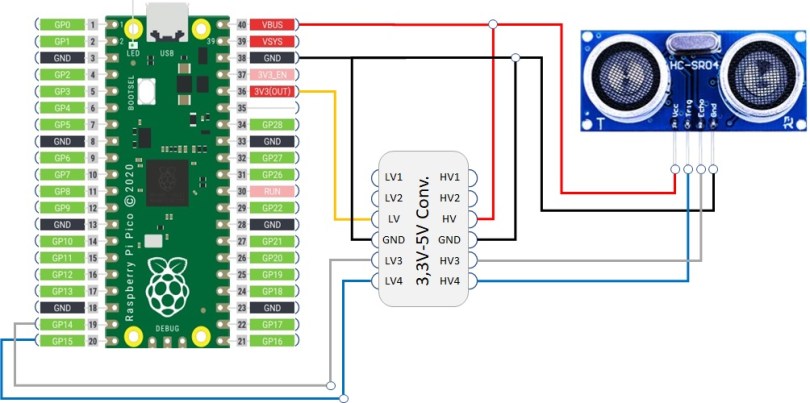 GP0 1 1 40 VBUS
GP1 2 2 LED USB 39 39 VSYS
GND 3 38 GND
GP2 4 37 3V3_EN
GP3 5 BOOTSEL 36 3V3(OUT)
GP4 6 35
GP5 7 34 GP28
GND 8 33 GND
GP6 9 32 GP27
GP7 10 31 GP26
GP8 11 30 RUN
GP9 12 29 GP22
GND 13 28 GND
GP10 14 27 GP21
GP11 15 26 GP20
GP12 16 25 GP19
GP13 17 24 GP18
GND 18 23 GND
GP14 19 22 GP17
GP15 20 21 GP16
Raspberry Pi Pico © 2020
DEBUG
LV1 HV1
LV2 HV2
LV HV
GND GND
LV3 HV3
LV4 HV4
3,3V-5V Conv.
HC-SR04
T R
Vcc
Trig
Echo
Gnd